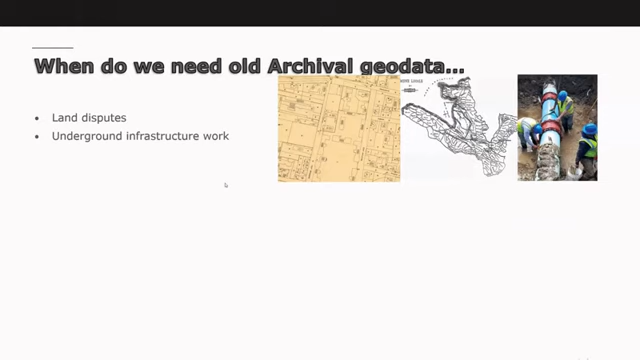 When do we need old Archival geodata...
• Land disputes
• Underground infrastructure work